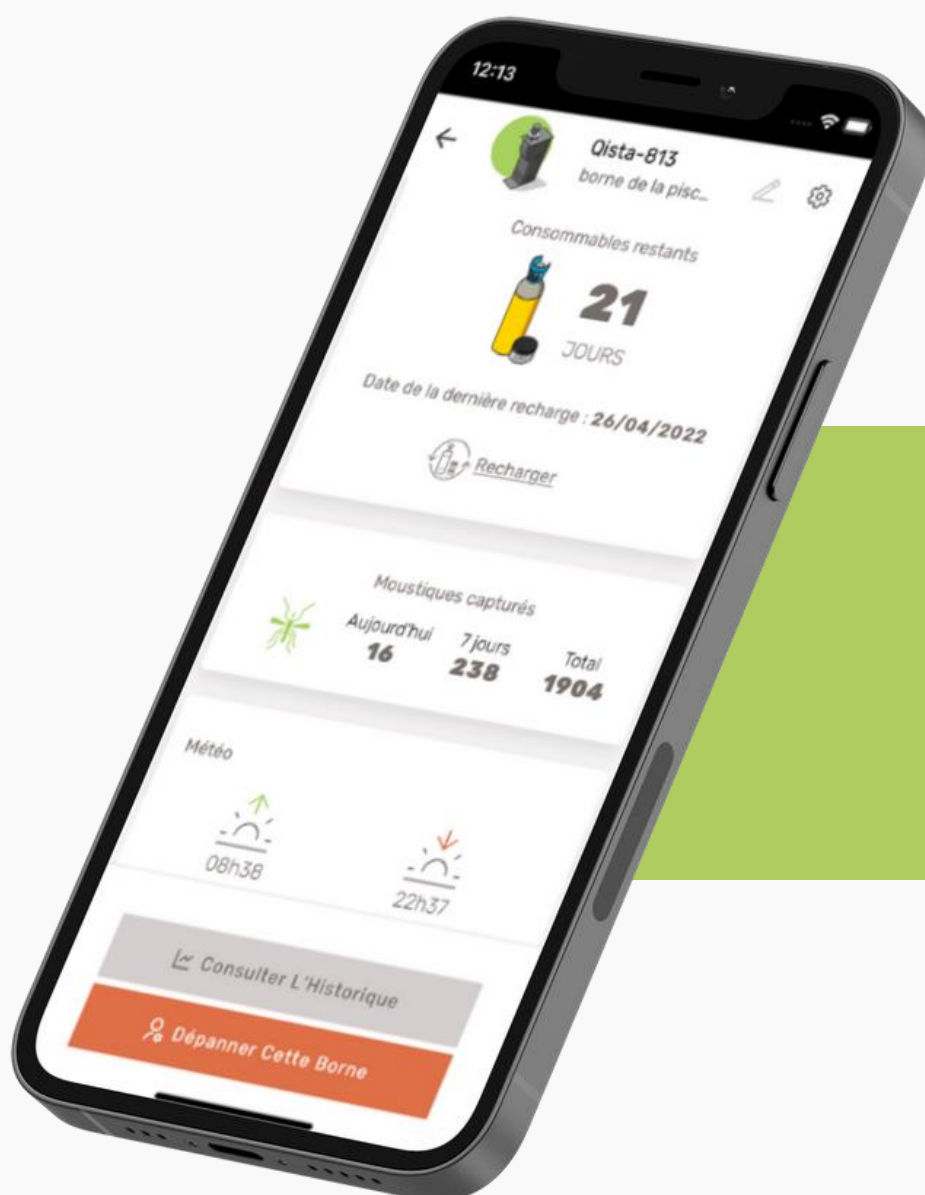 12:13
Qista-813
borne de la pisc...
Consommables restants
21
JOURS
Date de la dernière recharge : 26/04/2022
Recharger
Moustiques capturés
Aujourd'hui 7 jours Total
16 238 1904
Météo
08h38 22h37
Consulter L'Historique
Dépanner Cette Borne